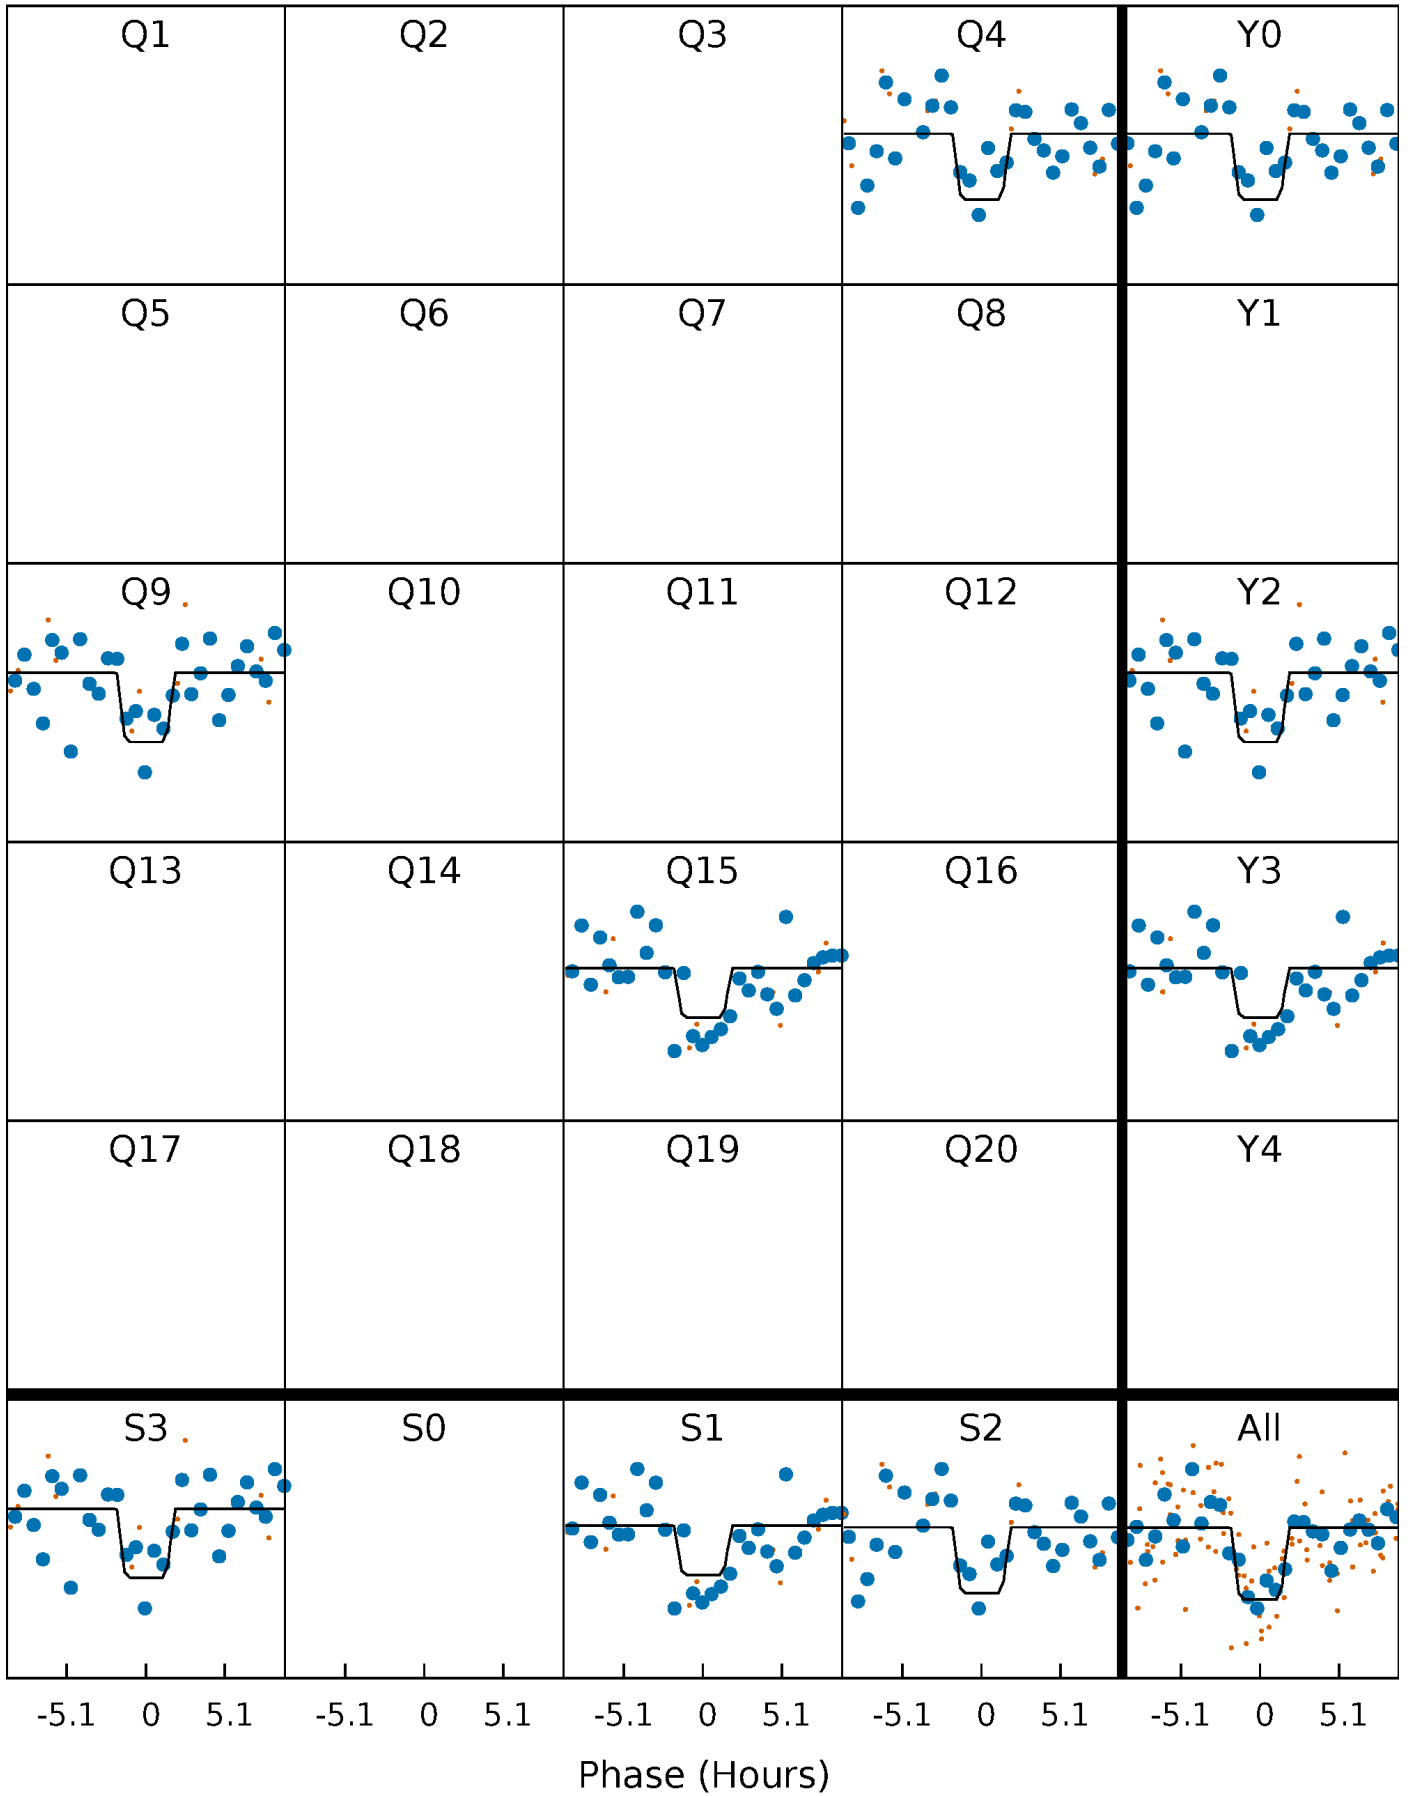 Q1 Q2 Q3 Q4 Y0
Q5 Q6 Q7 Q8 Y1
Q9 Q10 Q11 Q12 Y2
Q13 Q14 Q15 Q16 Y3
Q17 Q18 Q19 Q20 Y4
S3 S0 S1 S2 All
-5.1 0 5.1 -5.1 0 5.1 -5.1 0 5.1 -5.1 0 5.1 -5.1 0 5.1
Phase (Hours)